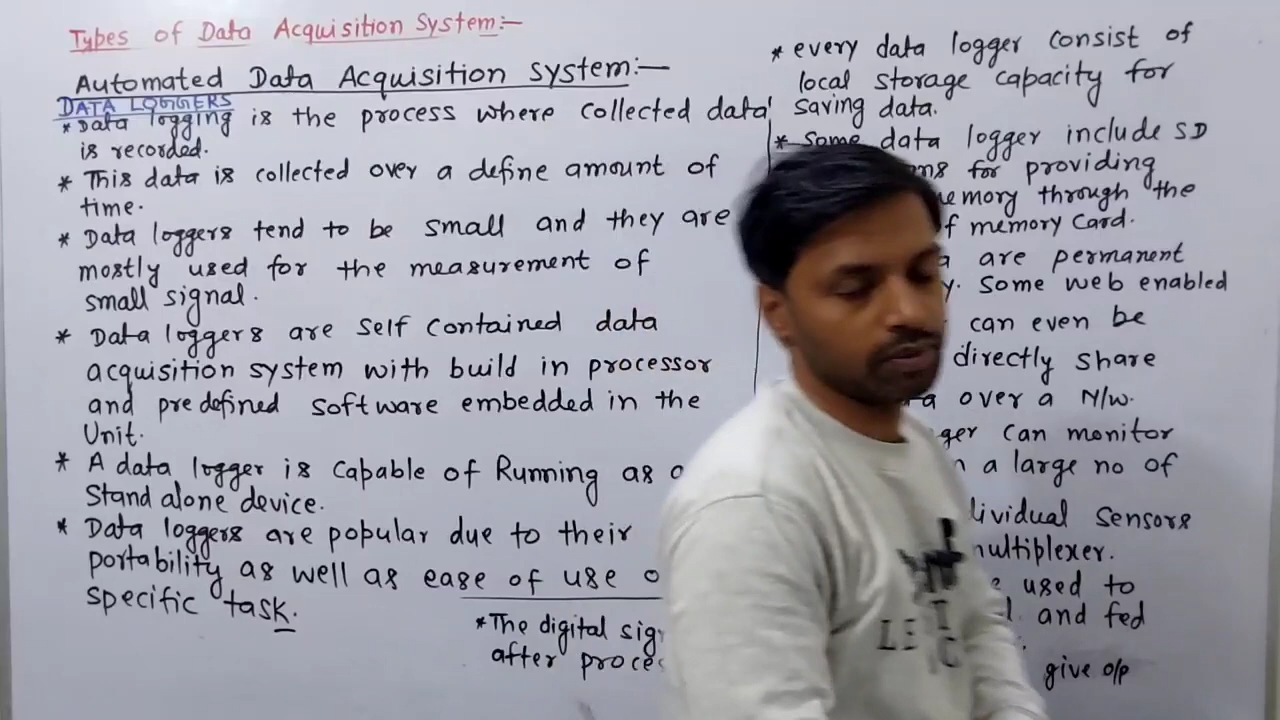 Types of Data Acquisition System:-
Automated Data Acquisition System:-
DATA LOGGERS
* Data logging is the process where collected data
is recorded.
* This data is collected over a define amount of
time.
* Data loggers tend to be small and they are
mostly used for the measurement of
small signal.
* Data loggers are self contained data
acquisition system with build in processor
and predefined software embedded in the
Unit.
* A data logger is capable of Running as a
Stand alone device.
* Data loggers are popular due to their
portability as well as ease of use
specific task.
* The digital
after
* every data logger consist of
local storage capacity for
saving data.
* Some data logger include SD
for providing
memory through the
of memory Card.
are permanent
Some web enabled
can even be
directly share
over a N/w.
can monitor
a large no of
individual sensors
multiplexer.
used to
and fed
give o/p